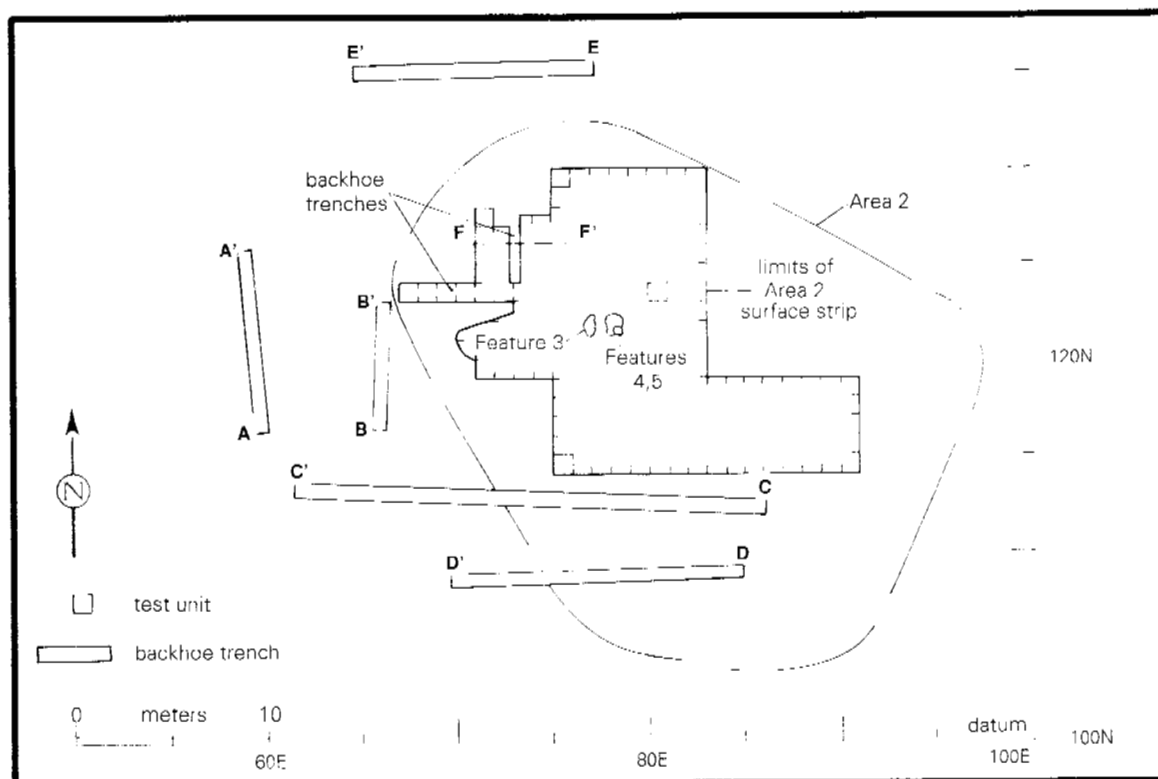 E'
E
backhoe
trenches
Area 2
F
F'
A'
limits of
Area 2
surface strip
B'
Feature 3
Features
4,5
120N
A
B
C'
C
D'
D
N
test unit
backhoe trench
0 meters 10
datum
60E
80E
100E
100N